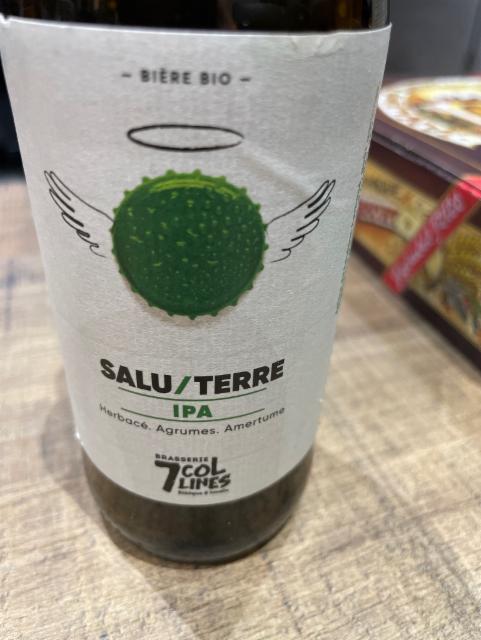 – BIÈRE BIO –
SALU/TERRE
IPA
Herbacé. Agrumes. Amertume
BRASSERIE
7 COL
LINES